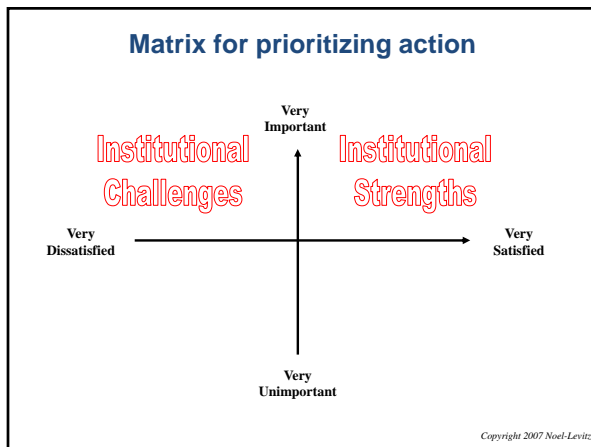 Matrix for prioritizing action
Very
Important
Institutional
Challenges
Institutional
Strengths
Very
Dissatisfied
Very
Satisfied
Very
Unimportant
Copyright 2007 Noel-Levitz